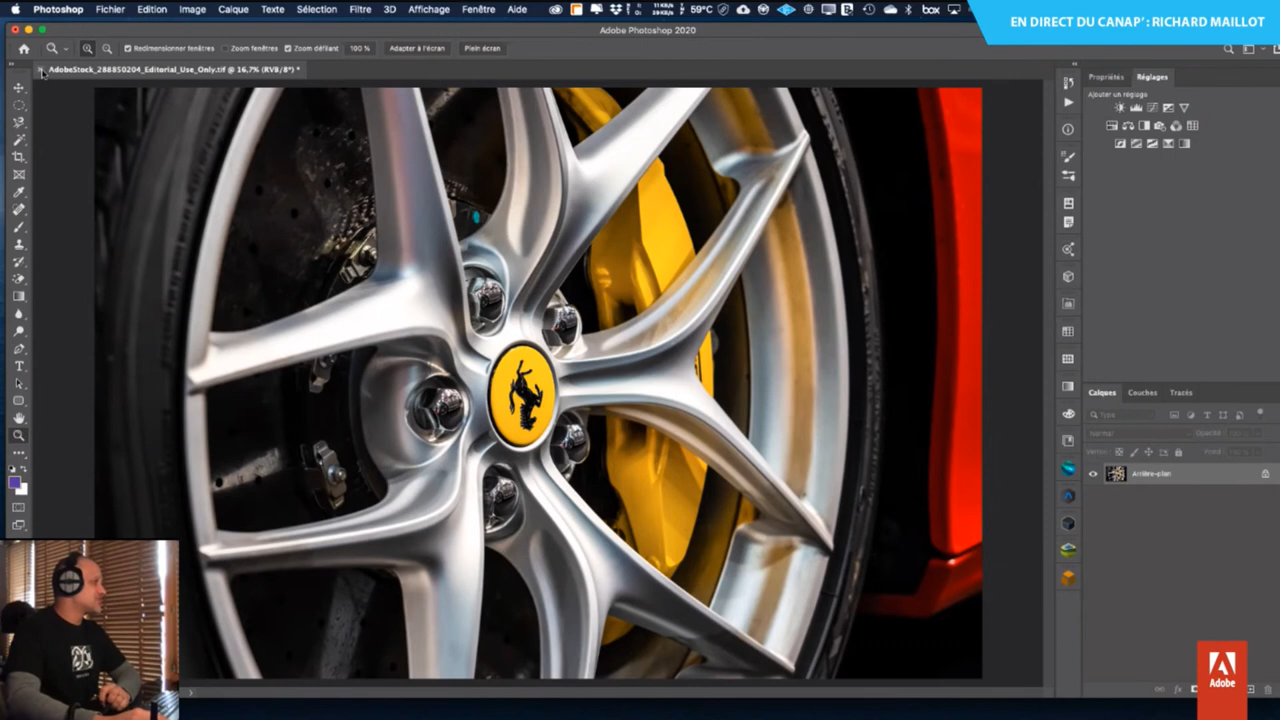 Photoshop Fichier Edition Image Calque Texte Sélection Filtre 3D Affichage Fenêtre Aide
59°C
box
EN DIRECT DU CANAP' : RICHARD MAILLOT
Adobe Photoshop 2020
Redimensionner fenêtres Zoom fenêtres Zoom défilant 100 % Adapter à l'écran Plein écran
AdobeStock_288850204_Editorial_Use_Only.tif @ 16,7% (RVB/8*) *
Propriétés Réglages
Ajouter un réglage
Calques Couches Tracés
Type
Normal Opacité
Arrière-plan
Adobe